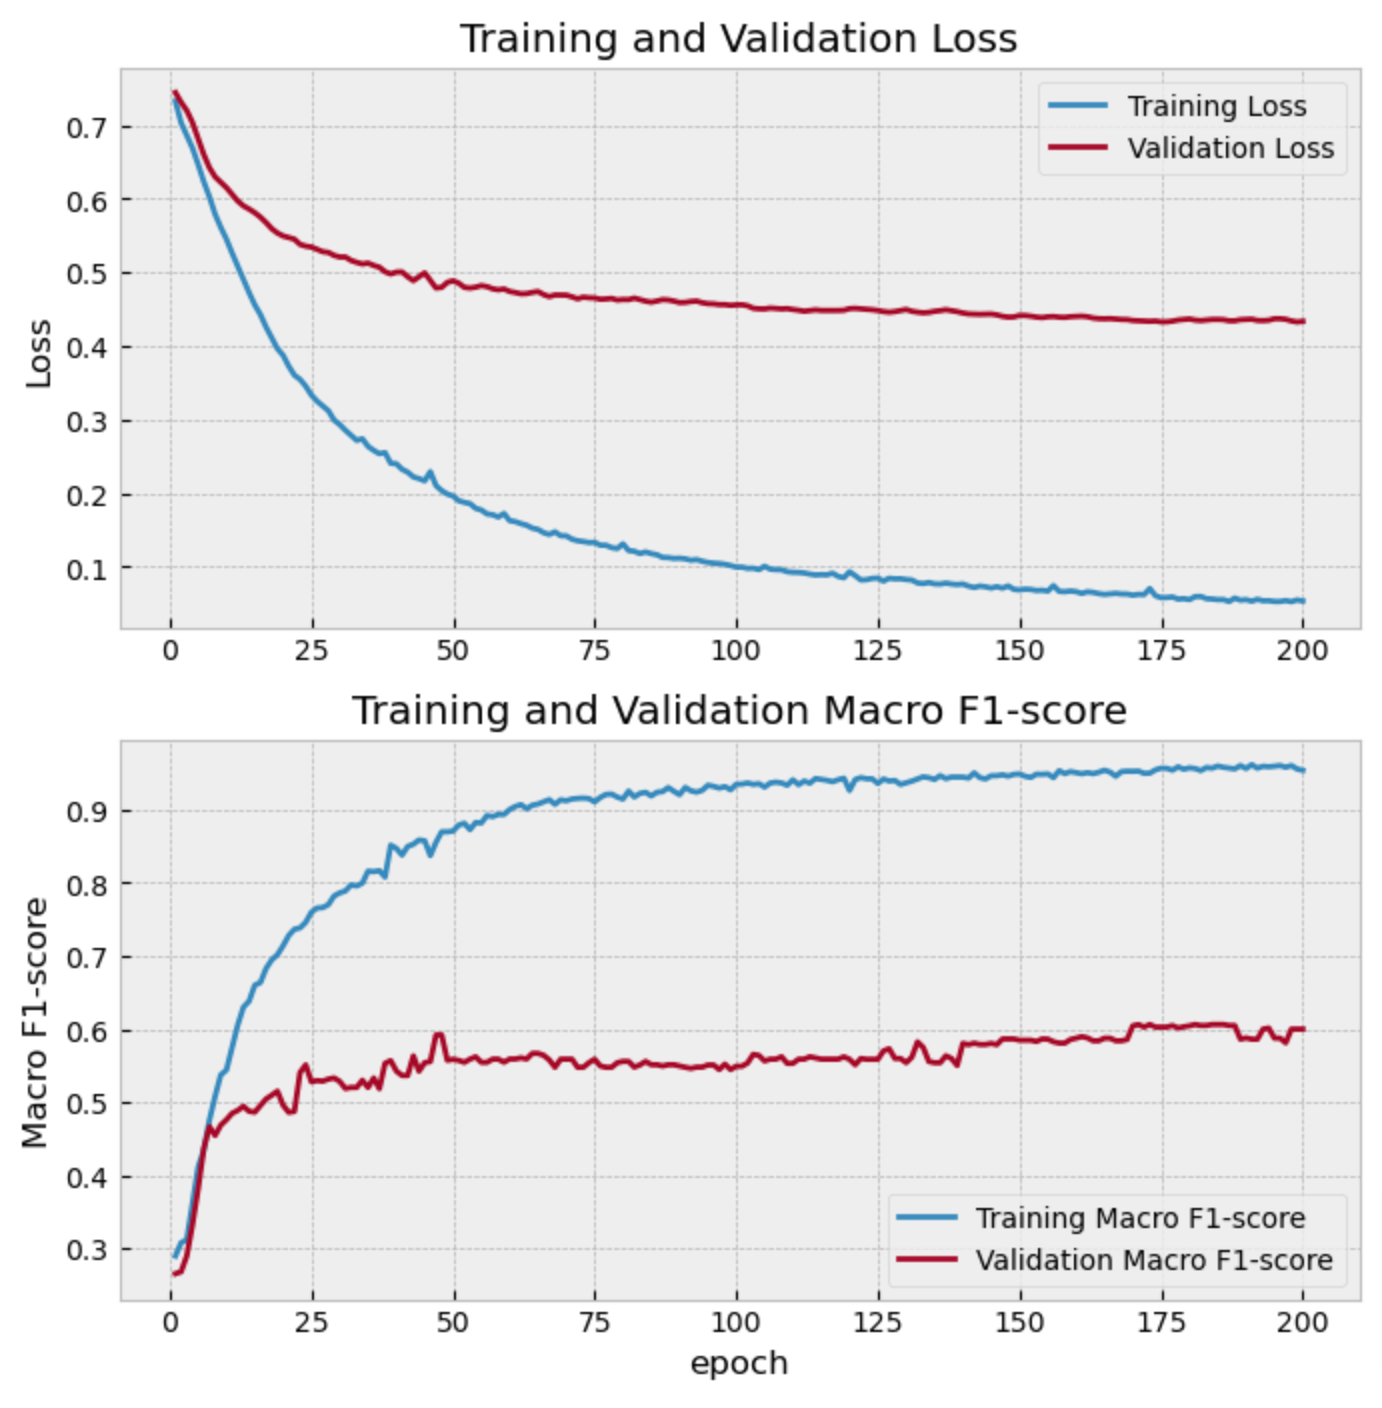 Training and Validation Loss
Training Loss
Validation Loss
0.7
0.6
0.5
0.4
0.3
0.2
0.1
Loss
0 25 50 75 100 125 150 175 200
Training and Validation Macro F1-score
0.9
0.8
0.7
0.6
0.5
0.4
0.3
Macro F1-score
Training Macro F1-score
Validation Macro F1-score
0 25 50 75 100 125 150 175 200
epoch